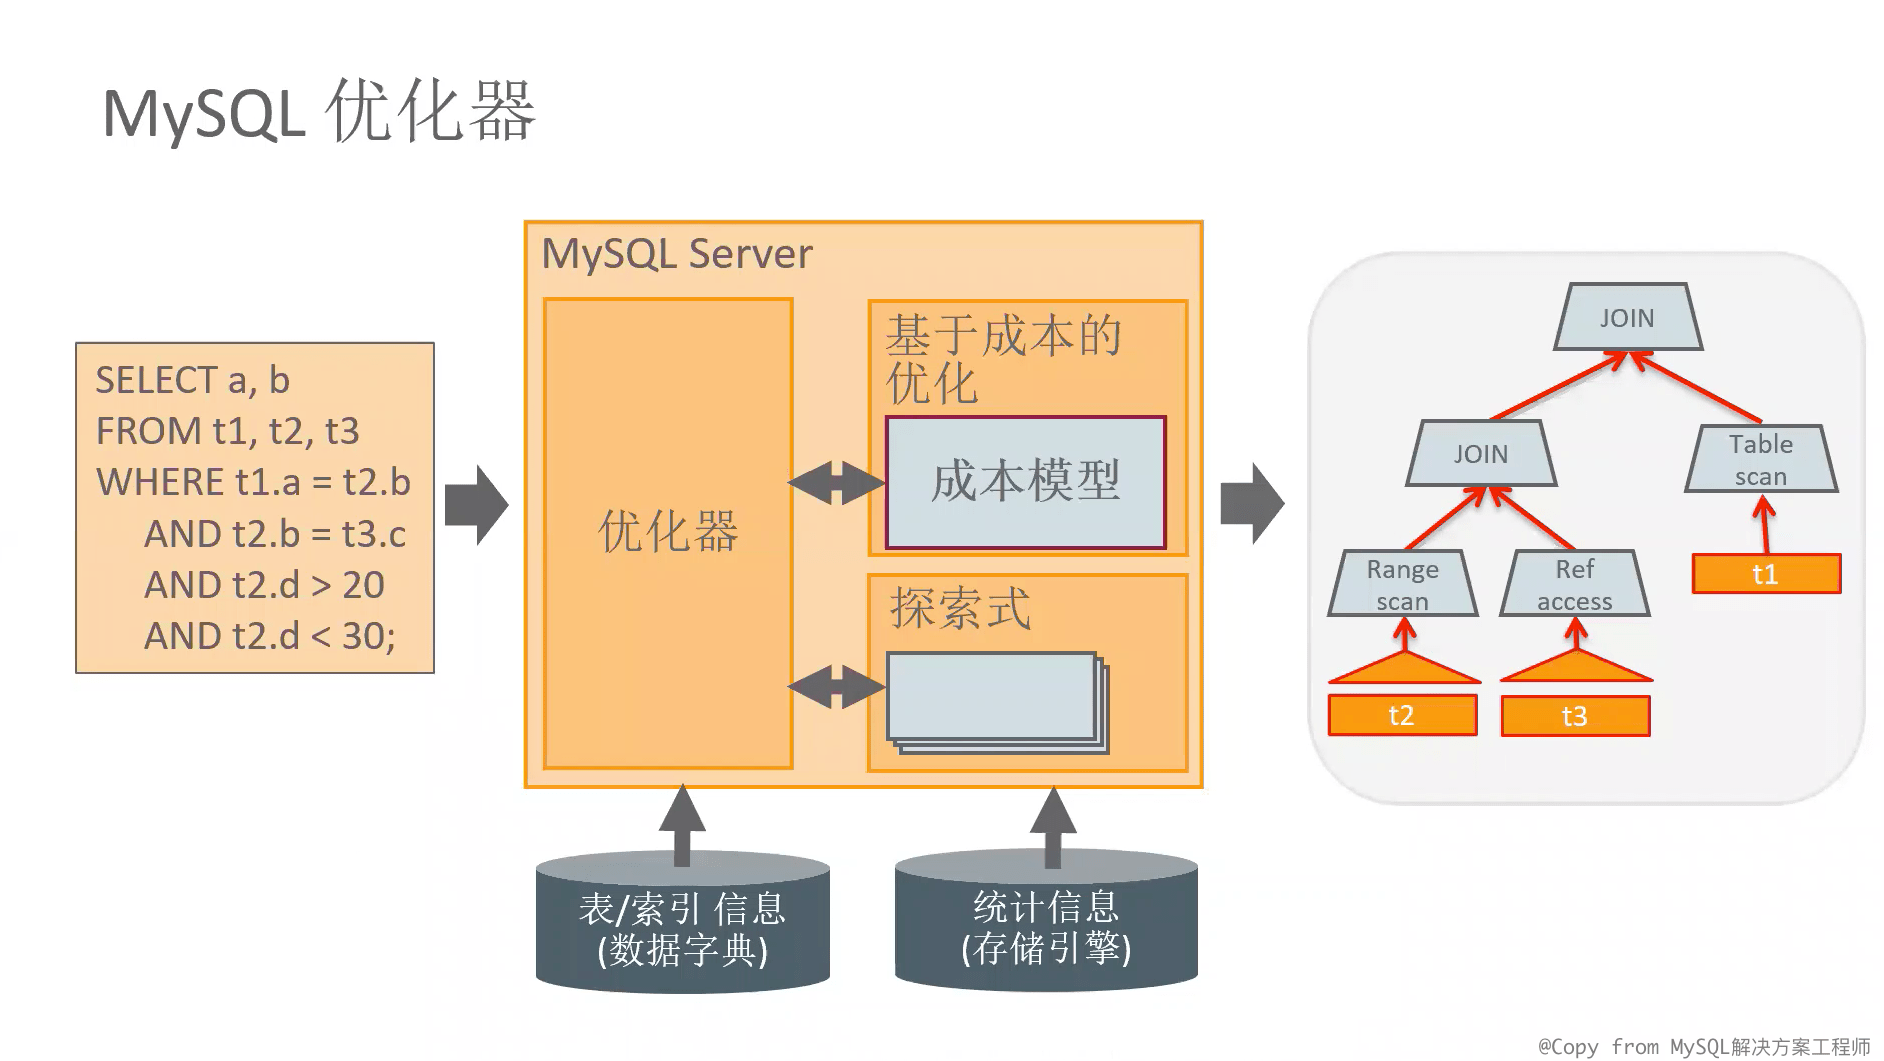 MySQL 优化器
SELECT a, b
FROM t1, t2, t3
WHERE t1.a = t2.b
AND t2.b = t3.c
AND t2.d > 20
AND t2.d < 30;
MySQL Server
优化器
基于成本的
优化
成本模型
探索式
表/索引 信息
(数据字典)
统计信息
(存储引擎)
JOIN
JOIN
Table
scan
Range
scan
Ref
access
t1
t2
t3
@Copy from MySQL解决方案工程师